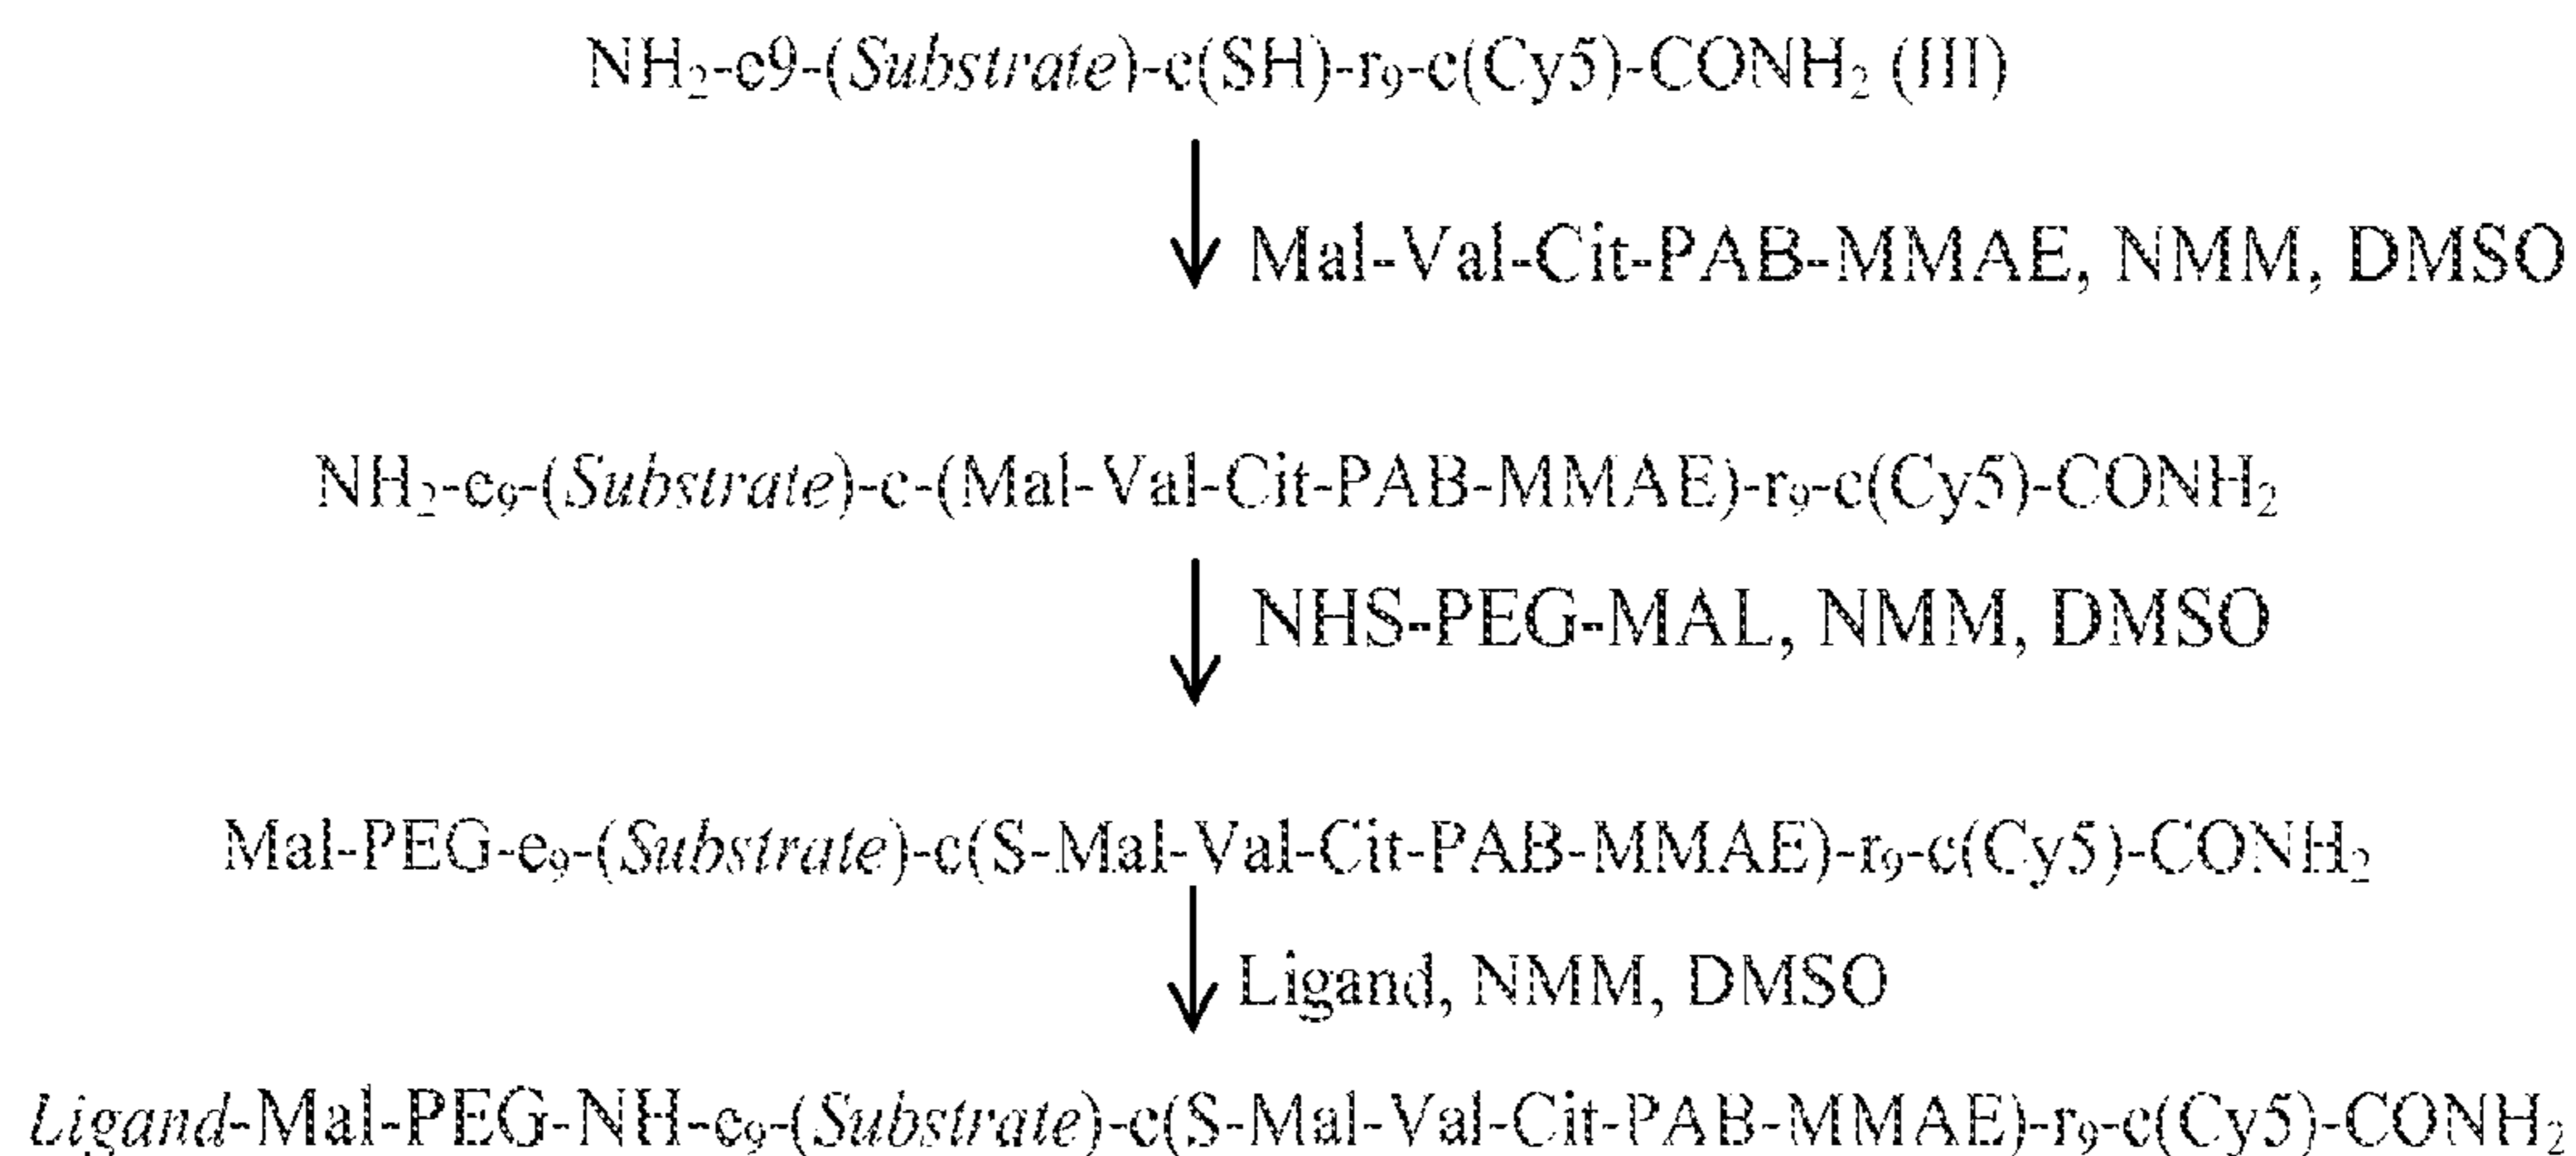 NH₂-e9-(Substrate)-c(SH)-r₉-c(Cy5)-CONH₂ (III)
Mal-Val-Cit-PAB-MMAE, NMM, DMSO
NH₂-e₉-(Substrate)-c-(Mal-Val-Cit-PAB-MMAE)-r₉-c(Cy5)-CONH₂
NHS-PEG-MAL, NMM, DMSO
Mal-PEG-e₉-(Substrate)-c(S-Mal-Val-Cit-PAB-MMAE)-r₉-c(Cy5)-CONH₂
Ligand, NMM, DMSO
Ligand-Mal-PEG-NH-e₉-(Substrate)-c(S-Mal-Val-Cit-PAB-MMAE)-r₉-c(Cy5)-CONH₂